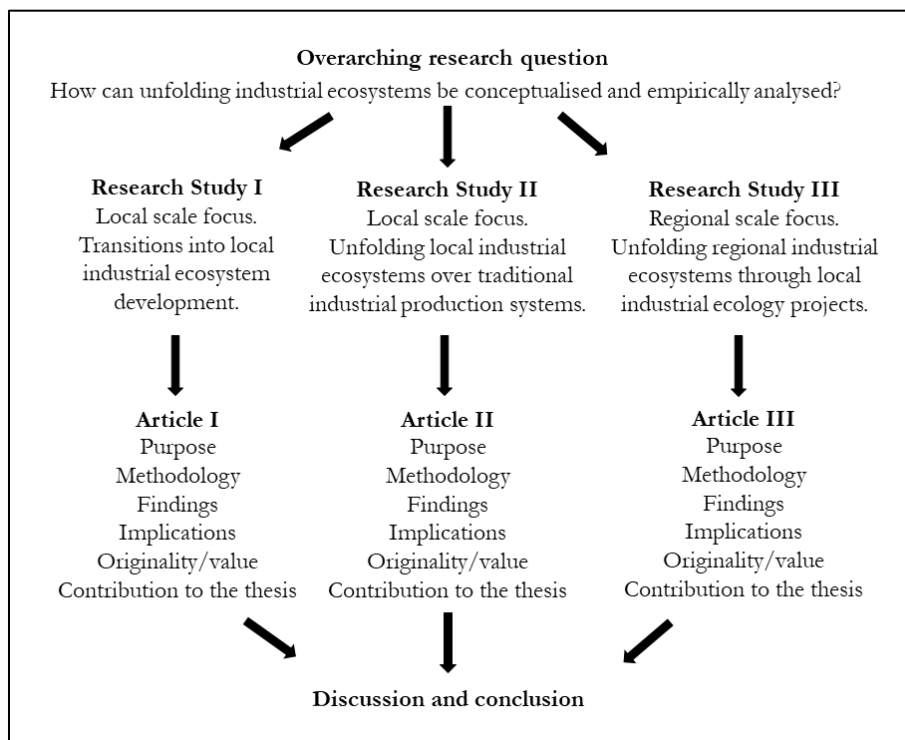 Overarching research question
How can unfolding industrial ecosystems be conceptualised and empirically analysed?
Research Study I
Local scale focus.
Transitions into local
industrial ecosystem
development.
Research Study II
Local scale focus.
Unfolding local industrial
ecosystems over traditional
industrial production systems.
Research Study III
Regional scale focus.
Unfolding regional industrial
ecosystems through local
industrial ecology projects.
Article I
Purpose
Methodology
Findings
Implications
Originality/value
Contribution to the thesis
Article II
Purpose
Methodology
Findings
Implications
Originality/value
Contribution to the thesis
Article III
Purpose
Methodology
Findings
Implications
Originality/value
Contribution to the thesis
Discussion and conclusion